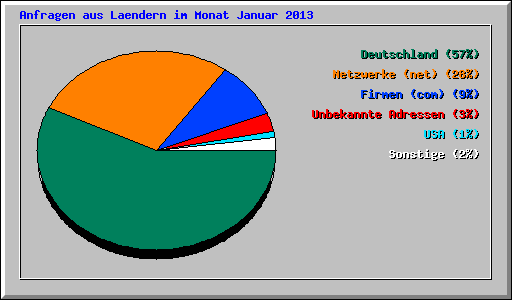 Anfragen aus Laendern im Monat Januar 2013
Deutschland (57%)
Netzwerke (net) (28%)
Firmen (com) (9%)
Unbekannte Adressen (3%)
USA (1%)
Sonstige (2%)